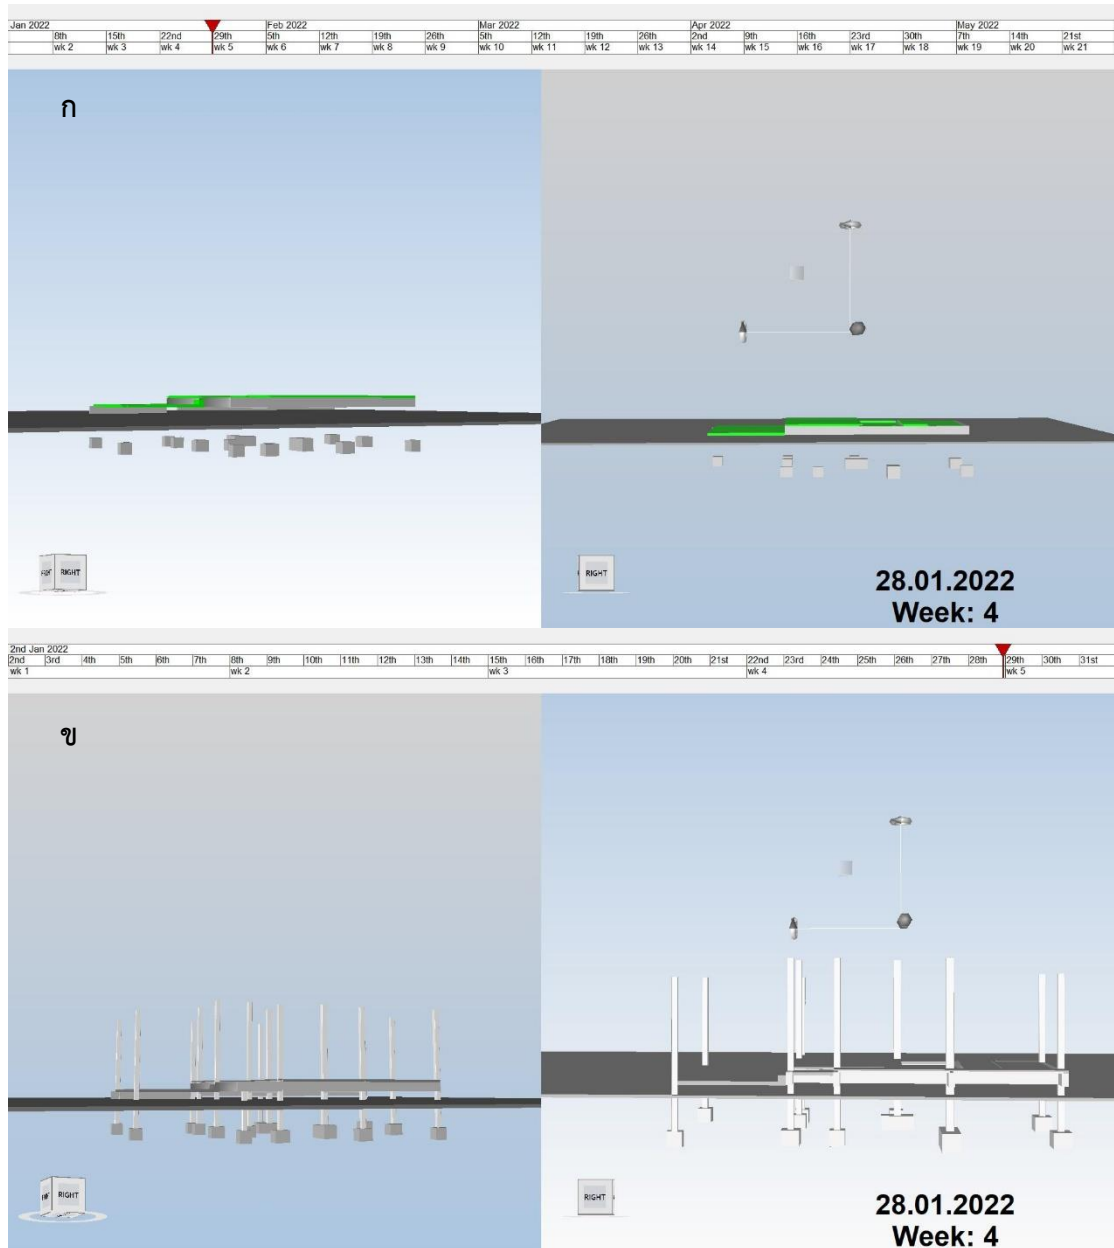 Jan 2022 Feb 2022 Mar 2022 Apr 2022 May 2022
8th 15th 22nd 29th 5th 12th 19th 26th 5th 12th 19th 26th 2nd 9th 16th 23rd 30th 7th 14th 21st
wk 2 wk 3 wk 4 wk 5 wk 6 wk 7 wk 8 wk 9 wk 10 wk 11 wk 12 wk 13 wk 14 wk 15 wk 16 wk 17 wk 18 wk 19 wk 20 wk 21
ก
RIGHT
RIGHT
28.01.2022
Week: 4
2nd Jan 2022
2nd 3rd 4th 5th 6th 7th 8th 9th 10th 11th 12th 13th 14th 15th 16th 17th 18th 19th 20th 21st 22nd 23rd 24th 25th 26th 27th 28th 29th 30th 31st
wk 1 wk 2 wk 3 wk 4 wk 5
ข
RIGHT
RIGHT
28.01.2022
Week: 4